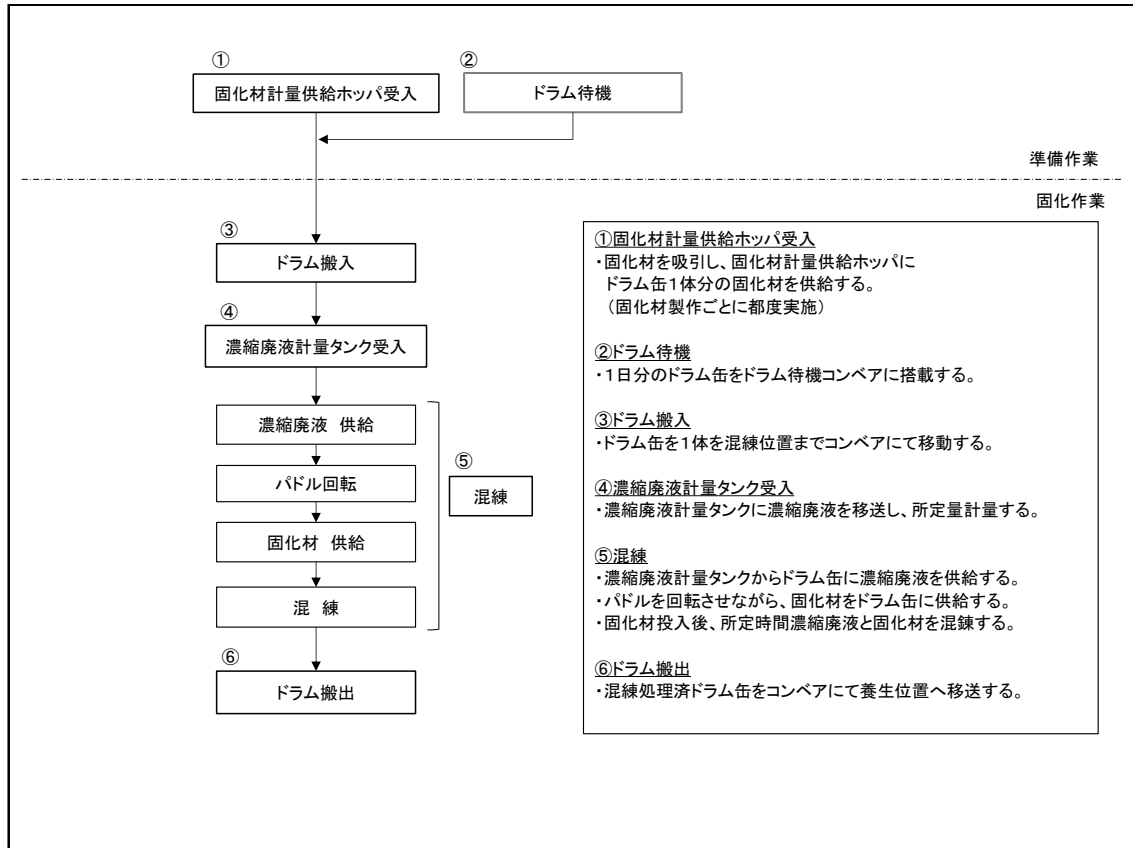 ①
②
固化材計量供給ホッパ受入
ドラム待機
準備作業
固化作業
③
ドラム搬入
④
濃縮廃液計量タンク受入
濃縮廃液 供給
パドル回転
固化材 供給
混 練
⑤
混練
⑥
ドラム搬出
①固化材計量供給ホッパ受入
・固化材を吸引し、固化材計量供給ホッパに
ドラム缶1体分の固化材を供給する。
（固化材製作ごとに都度実施）
②ドラム待機
・1日分のドラム缶をドラム待機コンベアに搭載する。
③ドラム搬入
・ドラム缶を1体を混練位置までコンベアにて移動する。
④濃縮廃液計量タンク受入
・濃縮廃液計量タンクに濃縮廃液を移送し、所定量計量する。
⑤混練
・濃縮廃液計量タンクからドラム缶に濃縮廃液を供給する。
・パドルを回転させながら、固化材をドラム缶に供給する。
・固化材投入後、所定時間濃縮廃液と固化材を混錬する。
⑥ドラム搬出
・混練処理済ドラム缶をコンベアにて養生位置へ移送する。